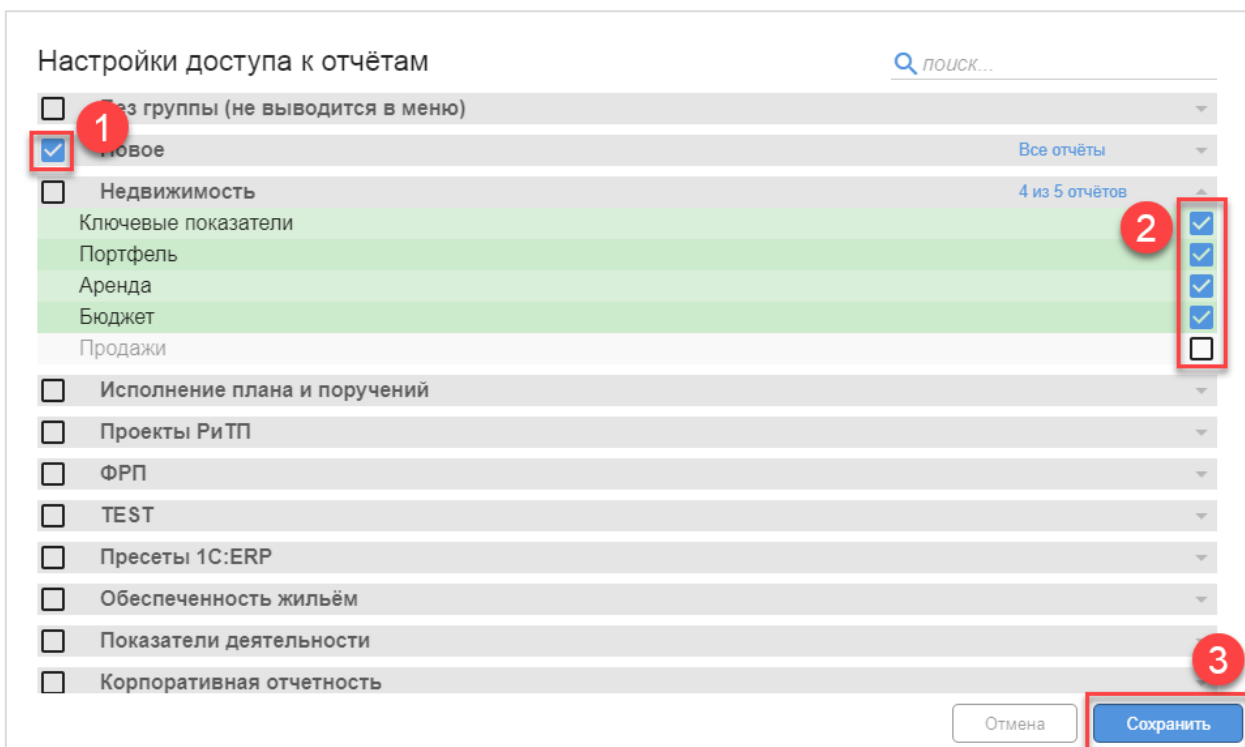 Настройки доступа к отчётам
поиск...
Без группы (не выводится в меню)
1
Новое
Все отчёты
Недвижимость
4 из 5 отчётов
Ключевые показатели
2
Портфель
Аренда
Бюджет
Продажи
Исполнение плана и поручений
Проекты РиТП
ФРП
TEST
Пресеты 1С:ERP
Обеспеченность жильём
Показатели деятельности
3
Корпоративная отчетность
Отмена
Сохранить